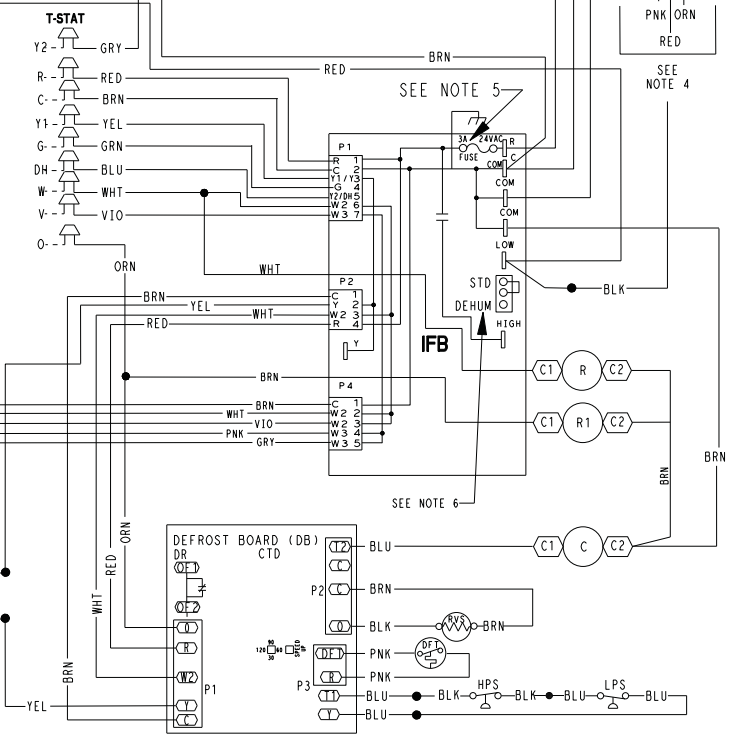 T-STAT
PNK ORN
RED
Y2- GRY
BRN
R- RED
RED
SEE
NOTE 4
C- BRN
SEE NOTE 5
Y1- YEL
3A 24VAC R
G- GRN
P1
FUSE C
R 1
COM
DH- BLU
C 2
Y1/Y 3
COM
W- WHT
G 4
Y2/DH 5
V- VIO
W2 6
COM
W3 7
O-
LOW
ORN
WHT
P2
STD
BLK
BRN
C 1
YEL
Y 2
DEHUM
WHT
W2 3
RED
R 4
HIGH
Y
IFB
C1 R C2
BRN
P4
BRN
C 1
WHT
W2 2
VIO
W2 3
C1 R1 C2
PNK
W3 4
GRY
W3 5
BRN
BRN
SEE NOTE 6
ORN
DEFROST BOARD (DB)
DR CTD
T2 BLU
C1 C C2
OF1
C
RED
P2
C BRN
WHT
OF2
O
O BLK
RVS
BRN
R
90
120 60
30
SPEED
UP
DFT
DF1 PNK
BRN
W2
P1
P3
R PNK
YEL
Y
T1 BLU
BLK
HPS
BLK
BLU
LPS
BLU
C
Y BLU